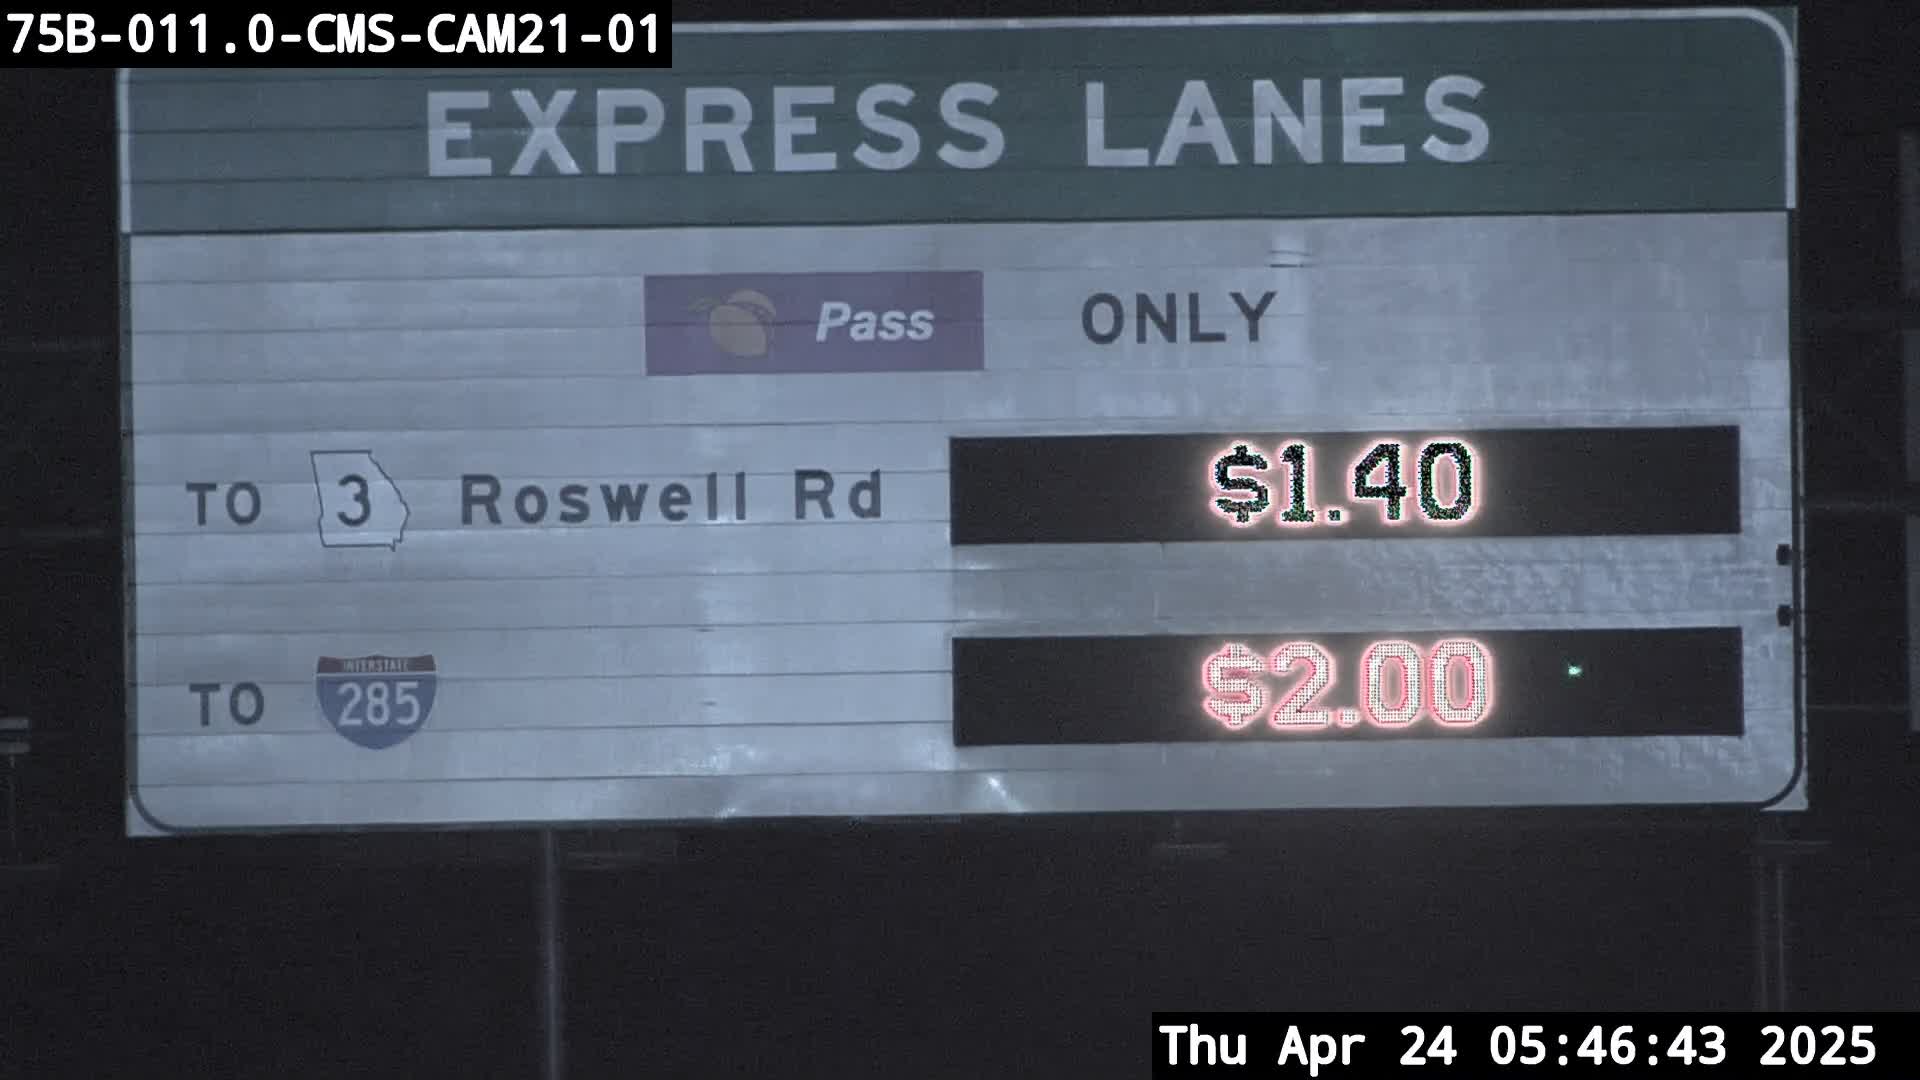 75B-011.0-CMS-CAM21-01
EXPRESS LANES
Pass ONLY
TO 3 Roswell Rd $1.40
TO INTERSTATE 285 $2.00
Thu Apr 24 05:46:43 2025